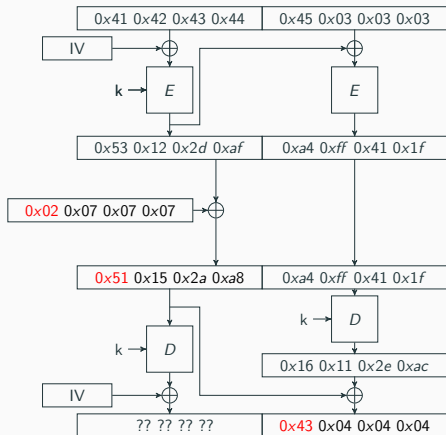 0x41 0x42 0x43 0x44 0x45 0x03 0x03 0x03
IV
k E E
0x53 0x12 0x2d 0xaf 0xa4 0xff 0x41 0x1f
0x02 0x07 0x07 0x07
0x51 0x15 0x2a 0xa8 0xa4 0xff 0x41 0x1f
k D
k D
0x16 0x11 0x2e 0xac
IV
?? ?? ?? ?? 0x43 0x04 0x04 0x04